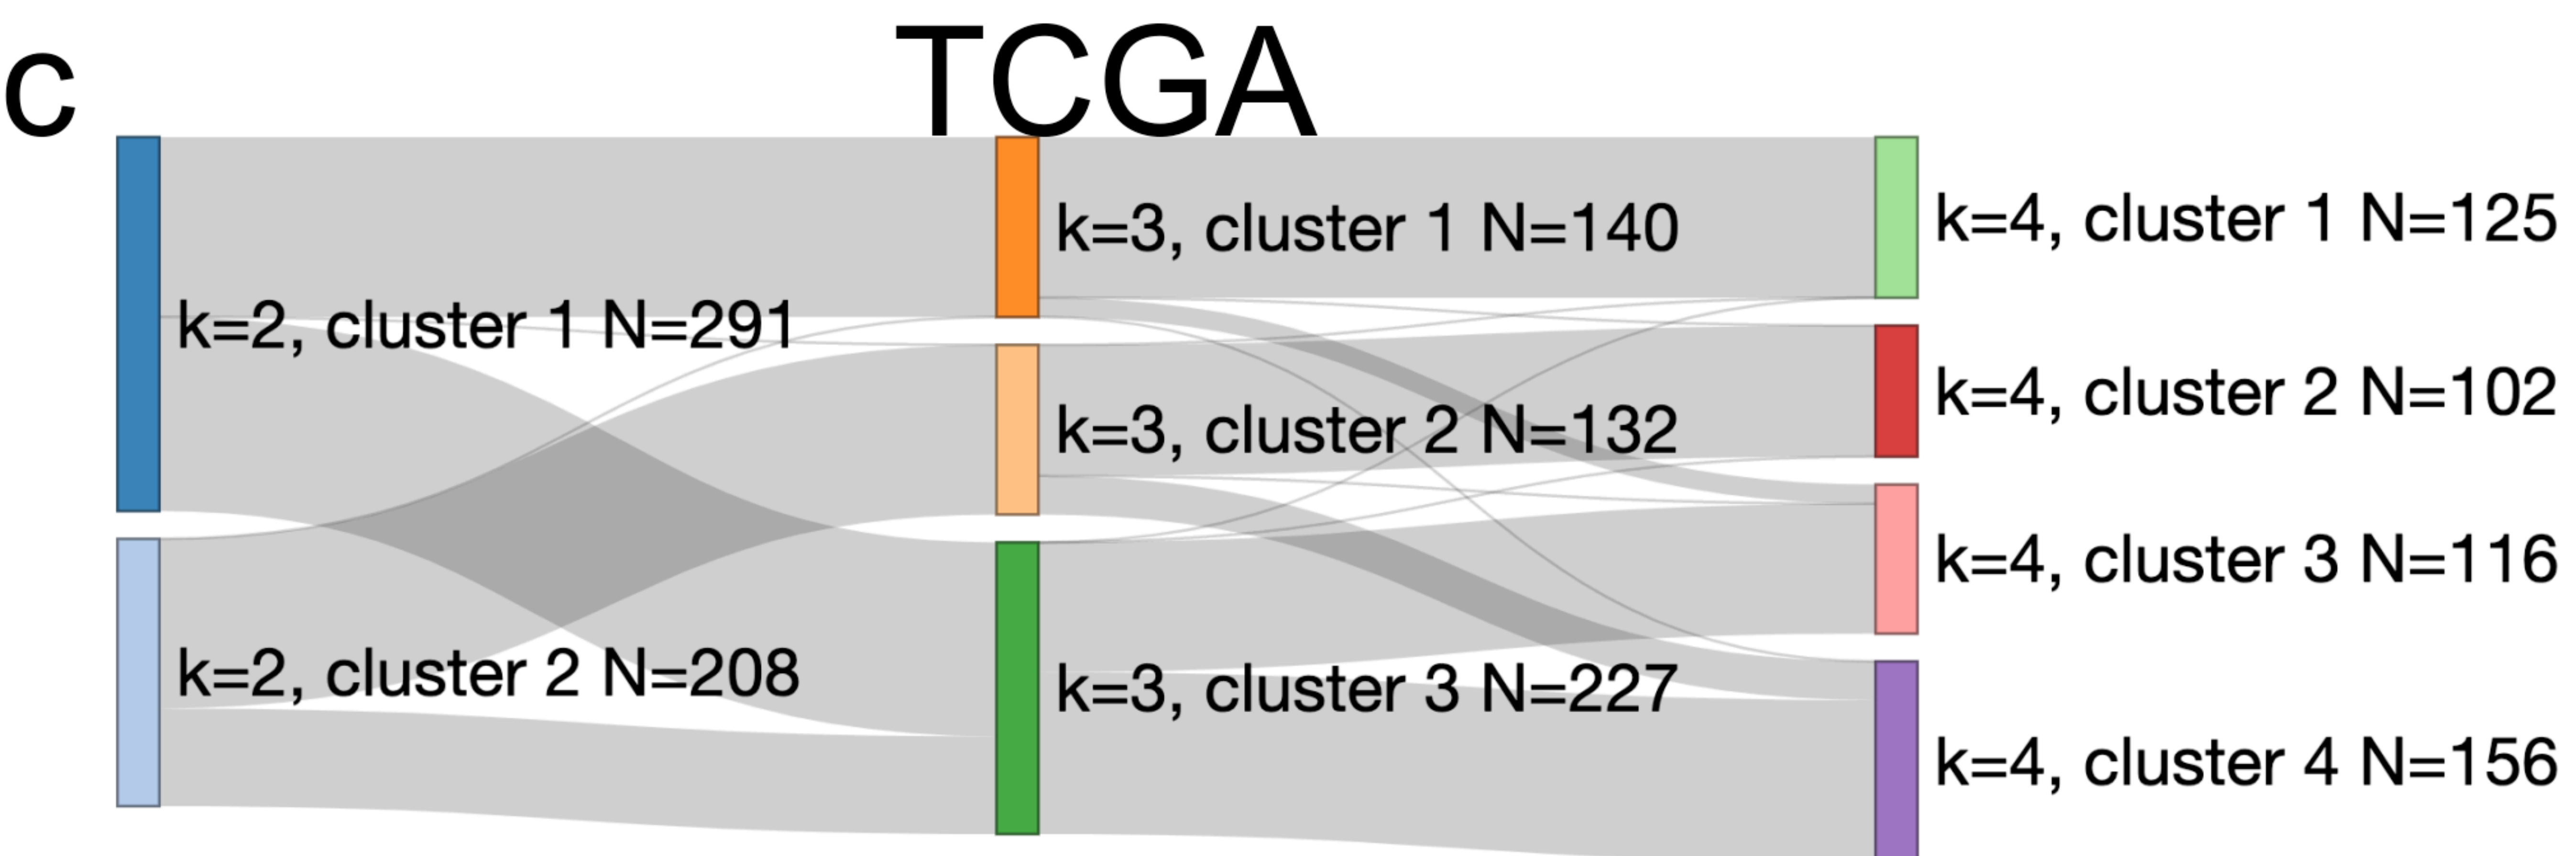 c
TCGA
k=2, cluster 1 N=291
k=2, cluster 2 N=208
k=3, cluster 1 N=140
k=3, cluster 2 N=132
k=3, cluster 3 N=227
k=4, cluster 1 N=125
k=4, cluster 2 N=102
k=4, cluster 3 N=116
k=4, cluster 4 N=156